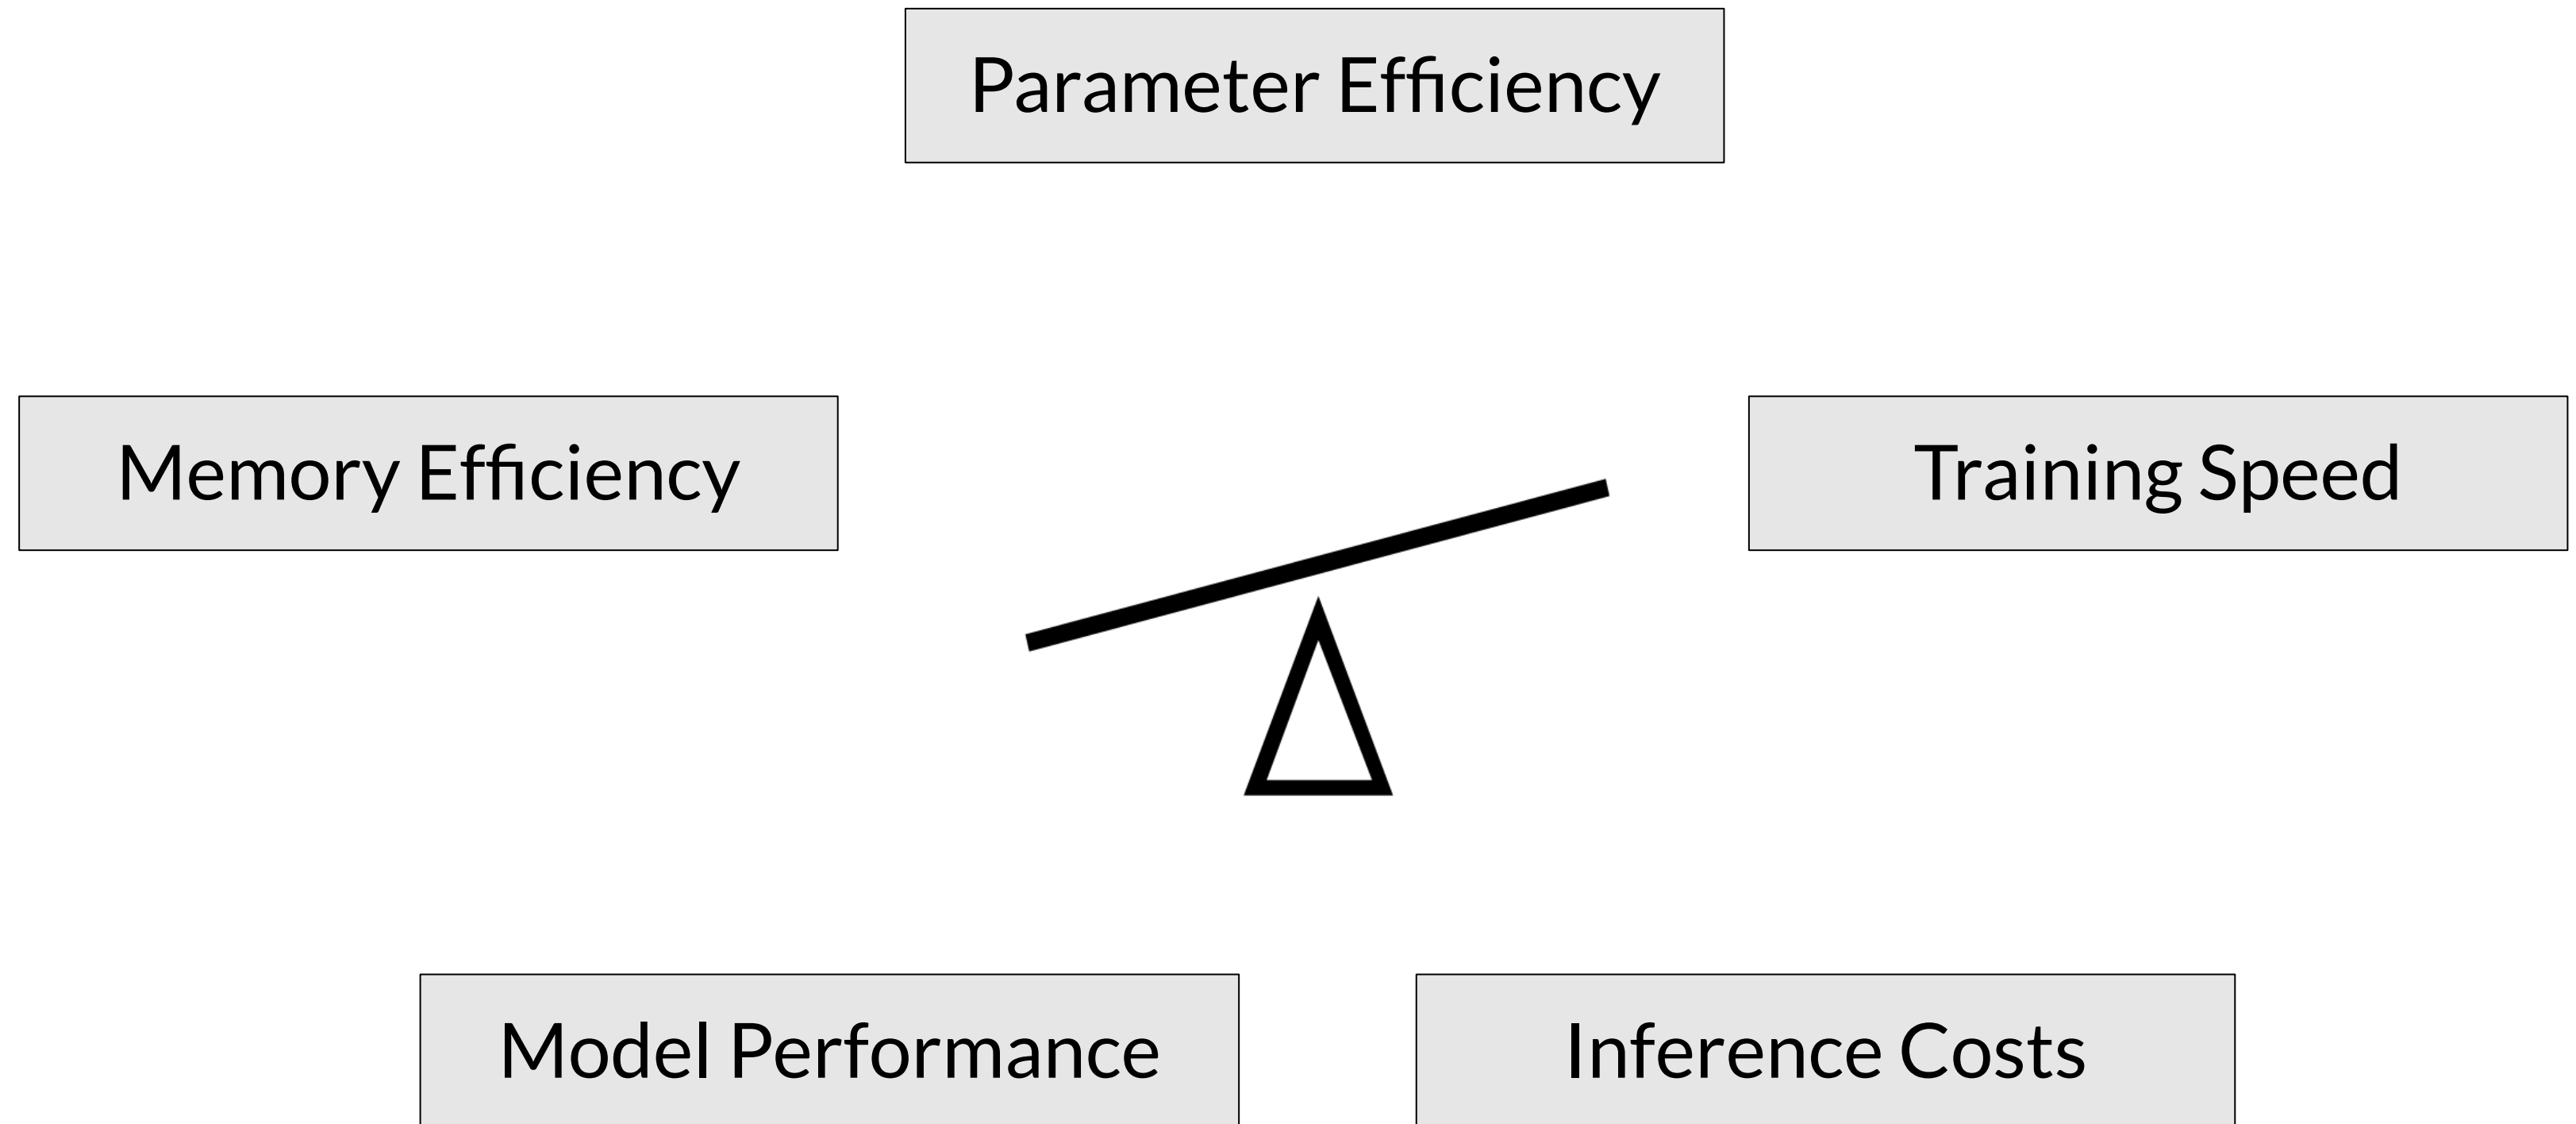 Parameter Efficiency
Memory Efficiency
Training Speed
Model Performance
Inference Costs